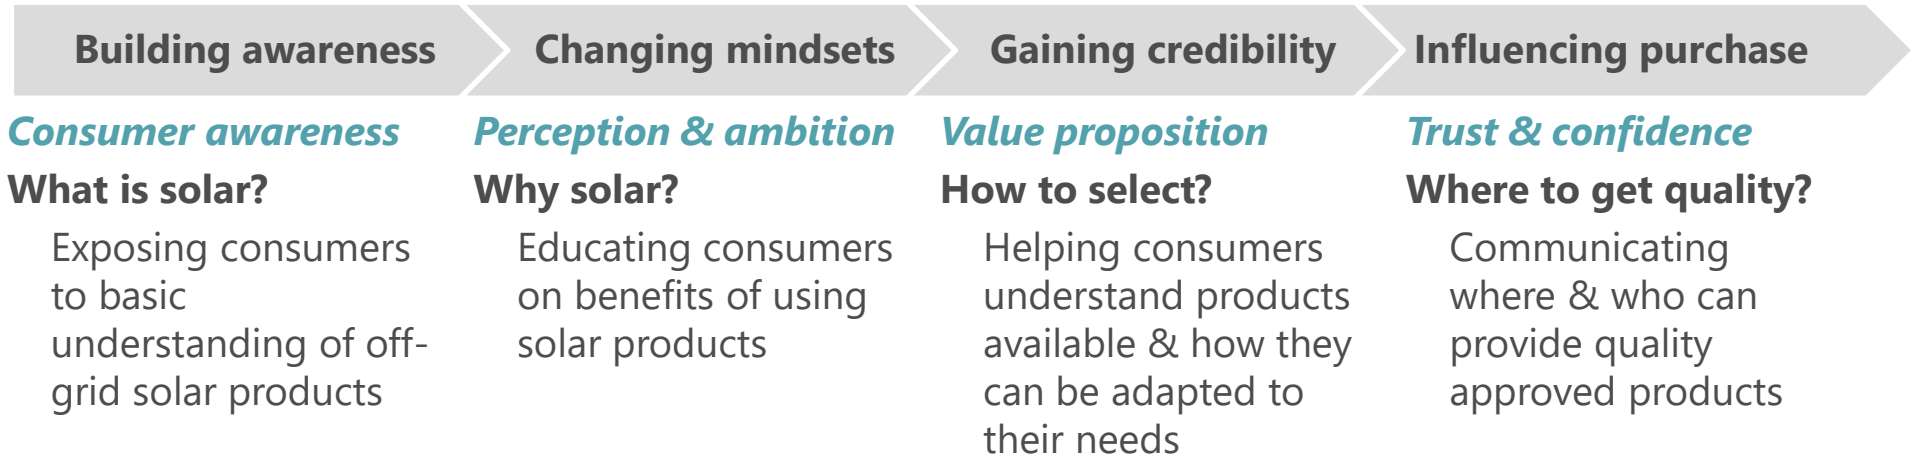 Building awareness
Changing mindsets
Gaining credibility
Influencing purchase
Consumer awareness
What is solar?
Exposing consumers
to basic
understanding of off-
grid solar products
Perception & ambition
Why solar?
Educating consumers
on benefits of using
solar products
Value proposition
How to select?
Helping consumers
understand products
available & how they
can be adapted to
their needs
Trust & confidence
Where to get quality?
Communicating
where & who can
provide quality
approved products